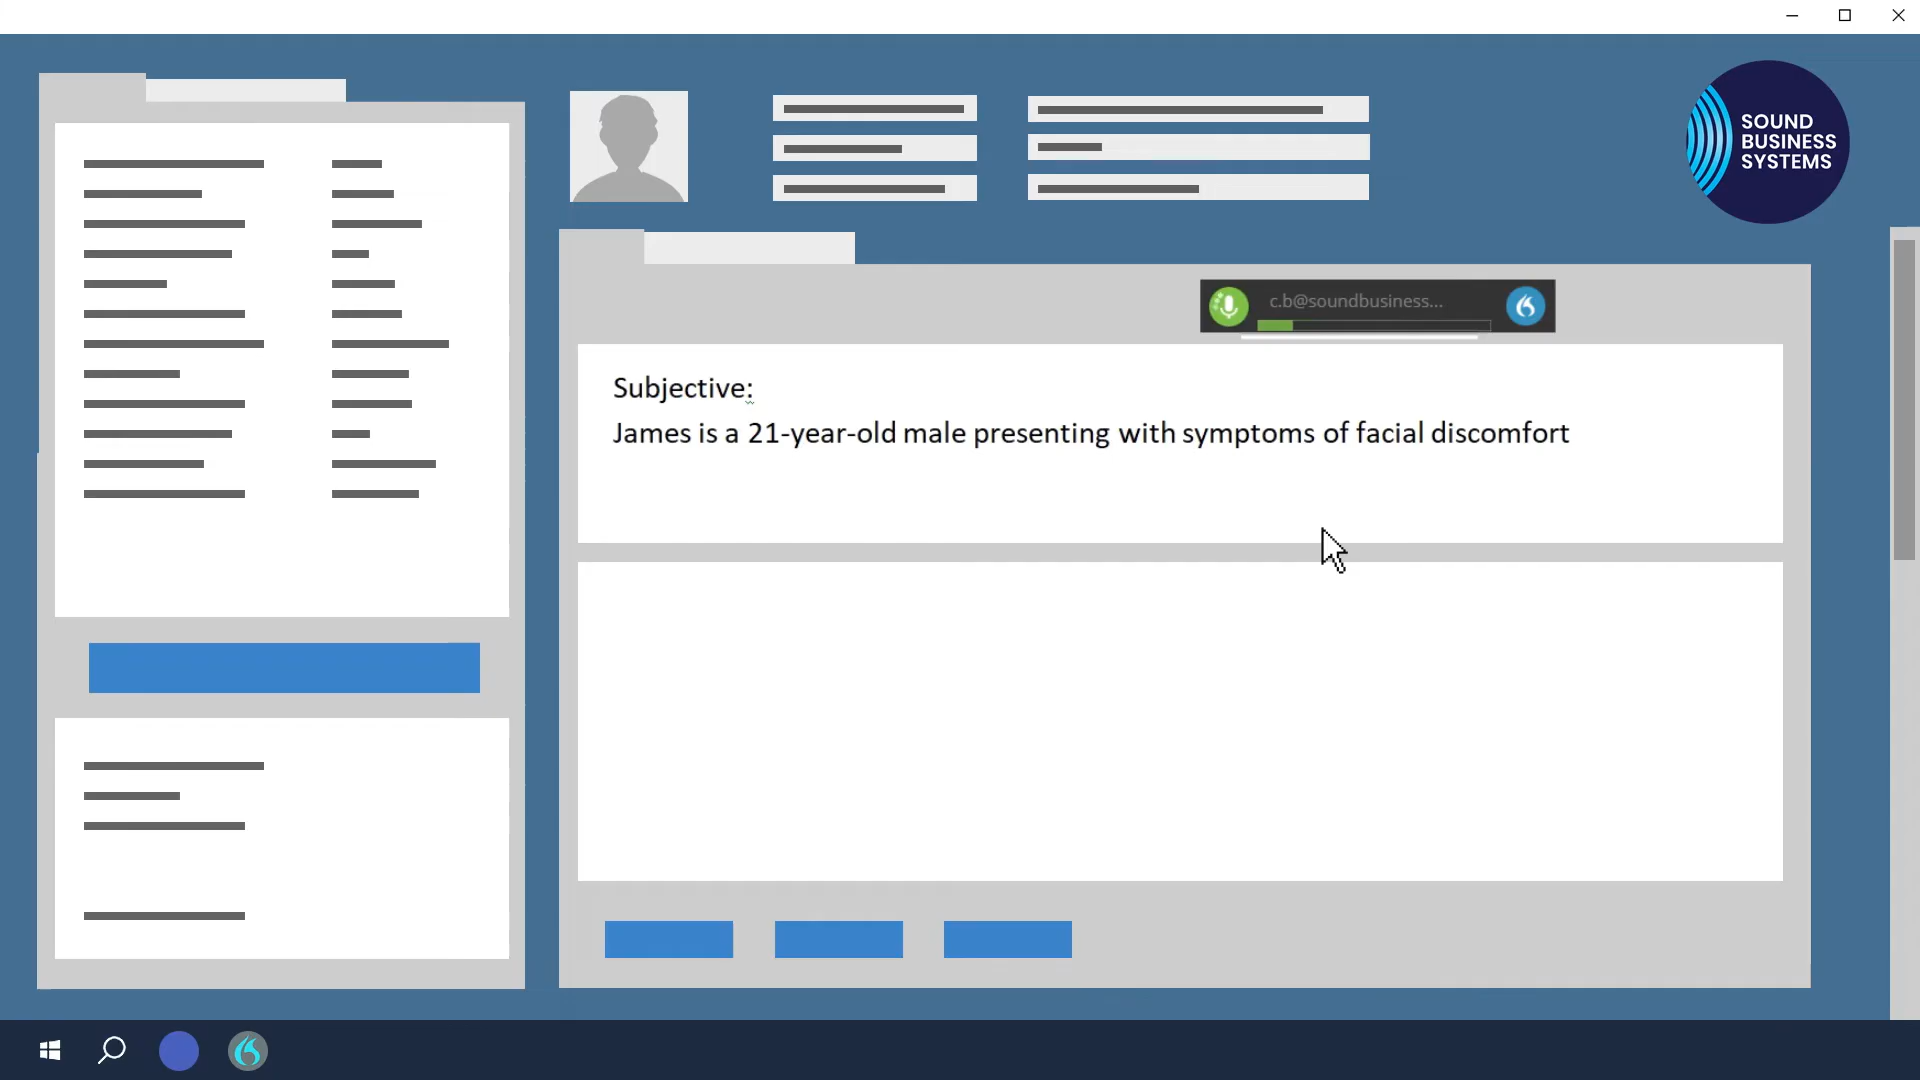 SOUND
BUSINESS
SYSTEMS
c.b@soundbusiness...
Subjective:
James is a 21-year-old male presenting with symptoms of facial discomfort